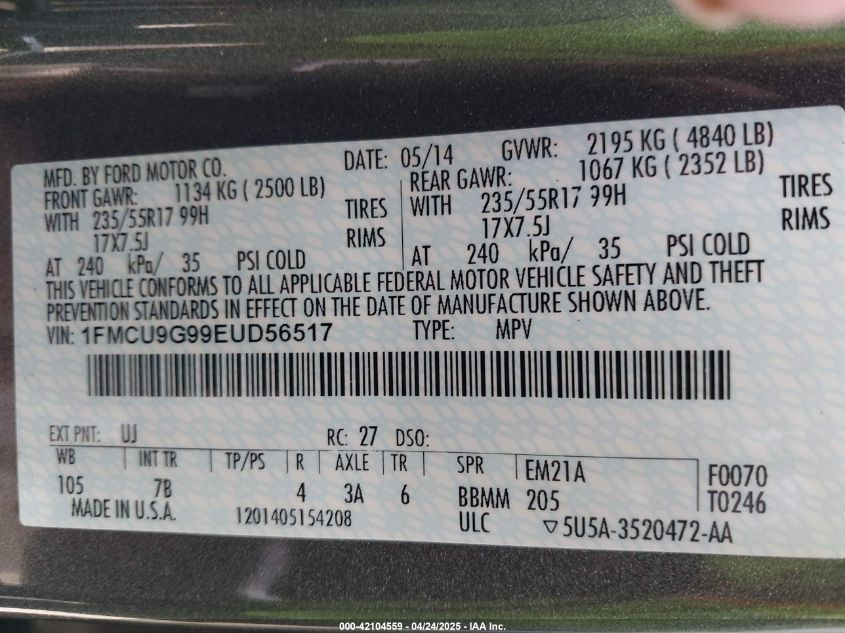 MFD. BY FORD MOTOR CO. DATE: 05/14 GVWR: 2195 KG ( 4840 LB)
FRONT GAWR: 1134 KG ( 2500 LB) REAR GAWR: 1067 KG ( 2352 LB)
WITH 235/55R17 99H TIRES WITH 235/55R17 99H TIRES
17X7.5J RIMS 17X7.5J RIMS
AT 240 kPa/ 35 PSI COLD AT 240 kPa/ 35 PSI COLD
THIS VEHICLE CONFORMS TO ALL APPLICABLE FEDERAL MOTOR VEHICLE SAFETY AND THEFT
PREVENTION STANDARDS IN EFFECT ON THE DATE OF MANUFACTURE SHOWN ABOVE.
VIN: 1FMCU9G99EUD56517 TYPE: MPV
EXT PNT: UJ RC: 27 DSO:
WB INT TR TP/PS R AXLE TR SPR EM21A F0070
105 7B 4 3A 6 BBMM 205 T0246
MADE IN U.S.A. 1201405154208 ULC ▽5U5A-3520472-AA
000-42104559 - 04/24/2025 - IAA Inc.